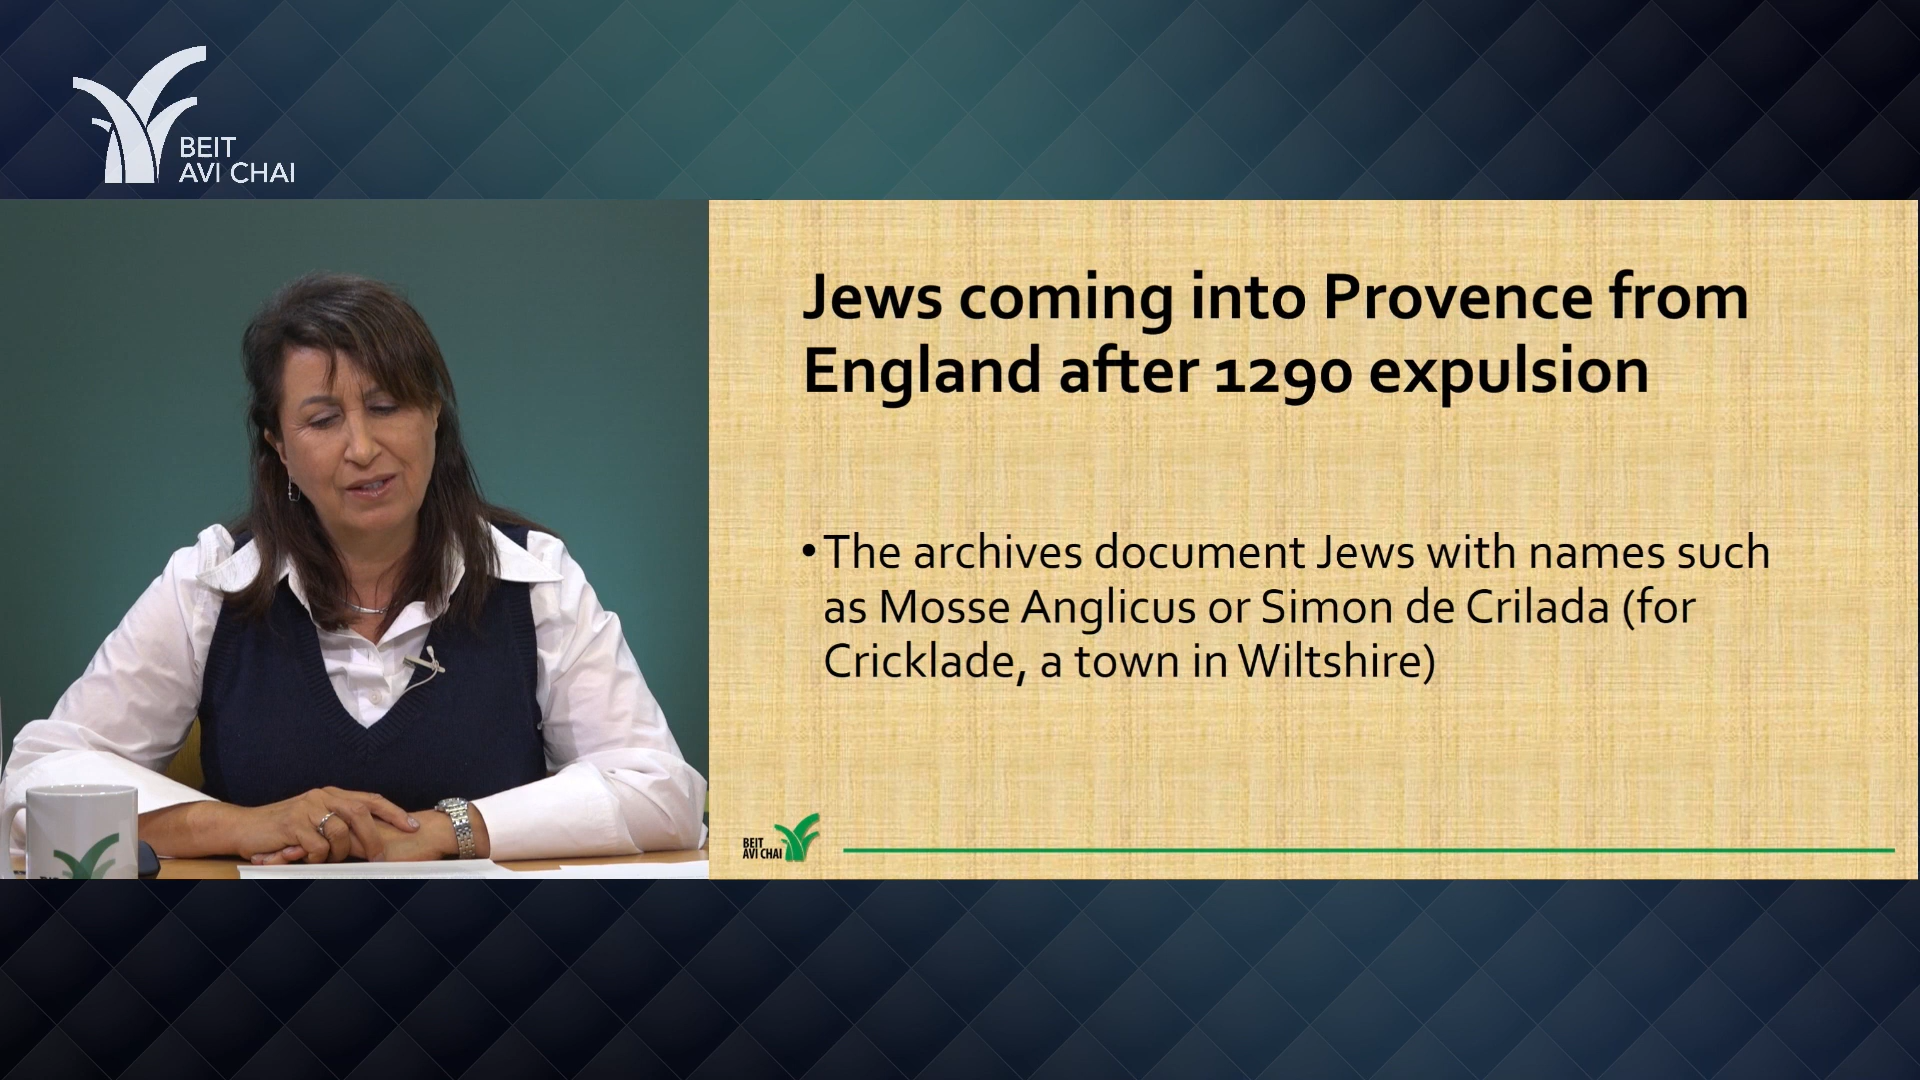 BEIT
AVI CHAI
Jews coming into Provence from
England after 1290 expulsion
•The archives document Jews with names such
as Mosse Anglicus or Simon de Crilada (for
Cricklade, a town in Wiltshire)
BEIT
AVI CHAI